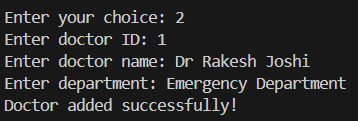 Enter your choice: 2
Enter doctor ID: 1
Enter doctor name: Dr Rakesh Joshi
Enter department: Emergency Department
Doctor added successfully!